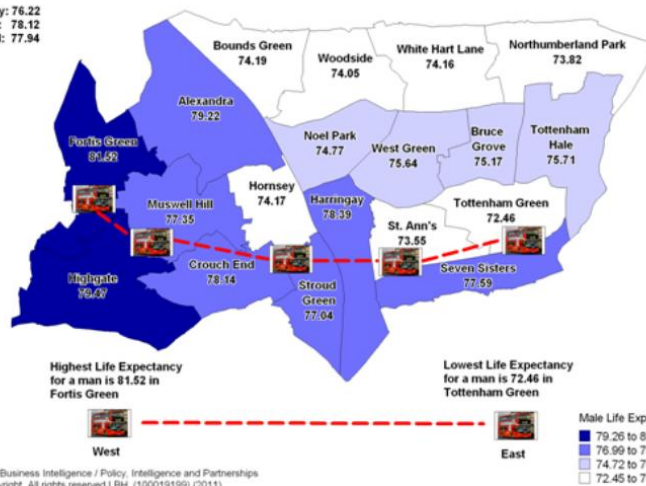 y: 76.22
: 78.12
l: 77.94
Bounds Green
74.19
Woodside
74.05
White Hart Lane
74.16
Northumberland Park
73.82
Alexandra
79.22
Fortis Green
81.52
Noel Park
74.77
West Green
75.64
Bruce
Grove
75.17
Tottenham
Hale
75.71
Muswell Hill
77.35
Hornsey
74.17
Harringay
78.39
St. Ann's
73.55
Tottenham Green
72.46
Highgate
79.47
Crouch End
78.14
Stroud
Green
77.04
Seven Sisters
77.59
Highest Life Expectancy
for a man is 81.52 in
Fortis Green
Lowest Life Expectancy
for a man is 72.46 in
Tottenham Green
West
East
Male Life Exp
79.26 to 8
76.99 to 7
74.72 to 7
72.45 to 7
Business Intelligence / Policy, Intelligence and Partnerships
right. All rights reserved LBH (100019199) (2011)